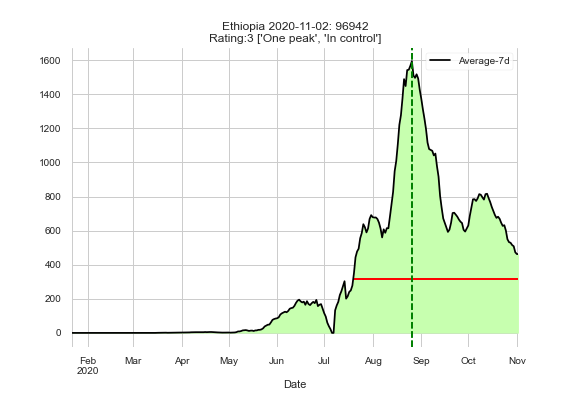 Ethiopia 2020-11-02: 96942
Rating:3 ['One peak', 'In control']
Average-7d
1600
1400
1200
1000
800
600
400
200
0
Feb Mar Apr May Jun Jul Aug Sep Oct Nov
2020
Date